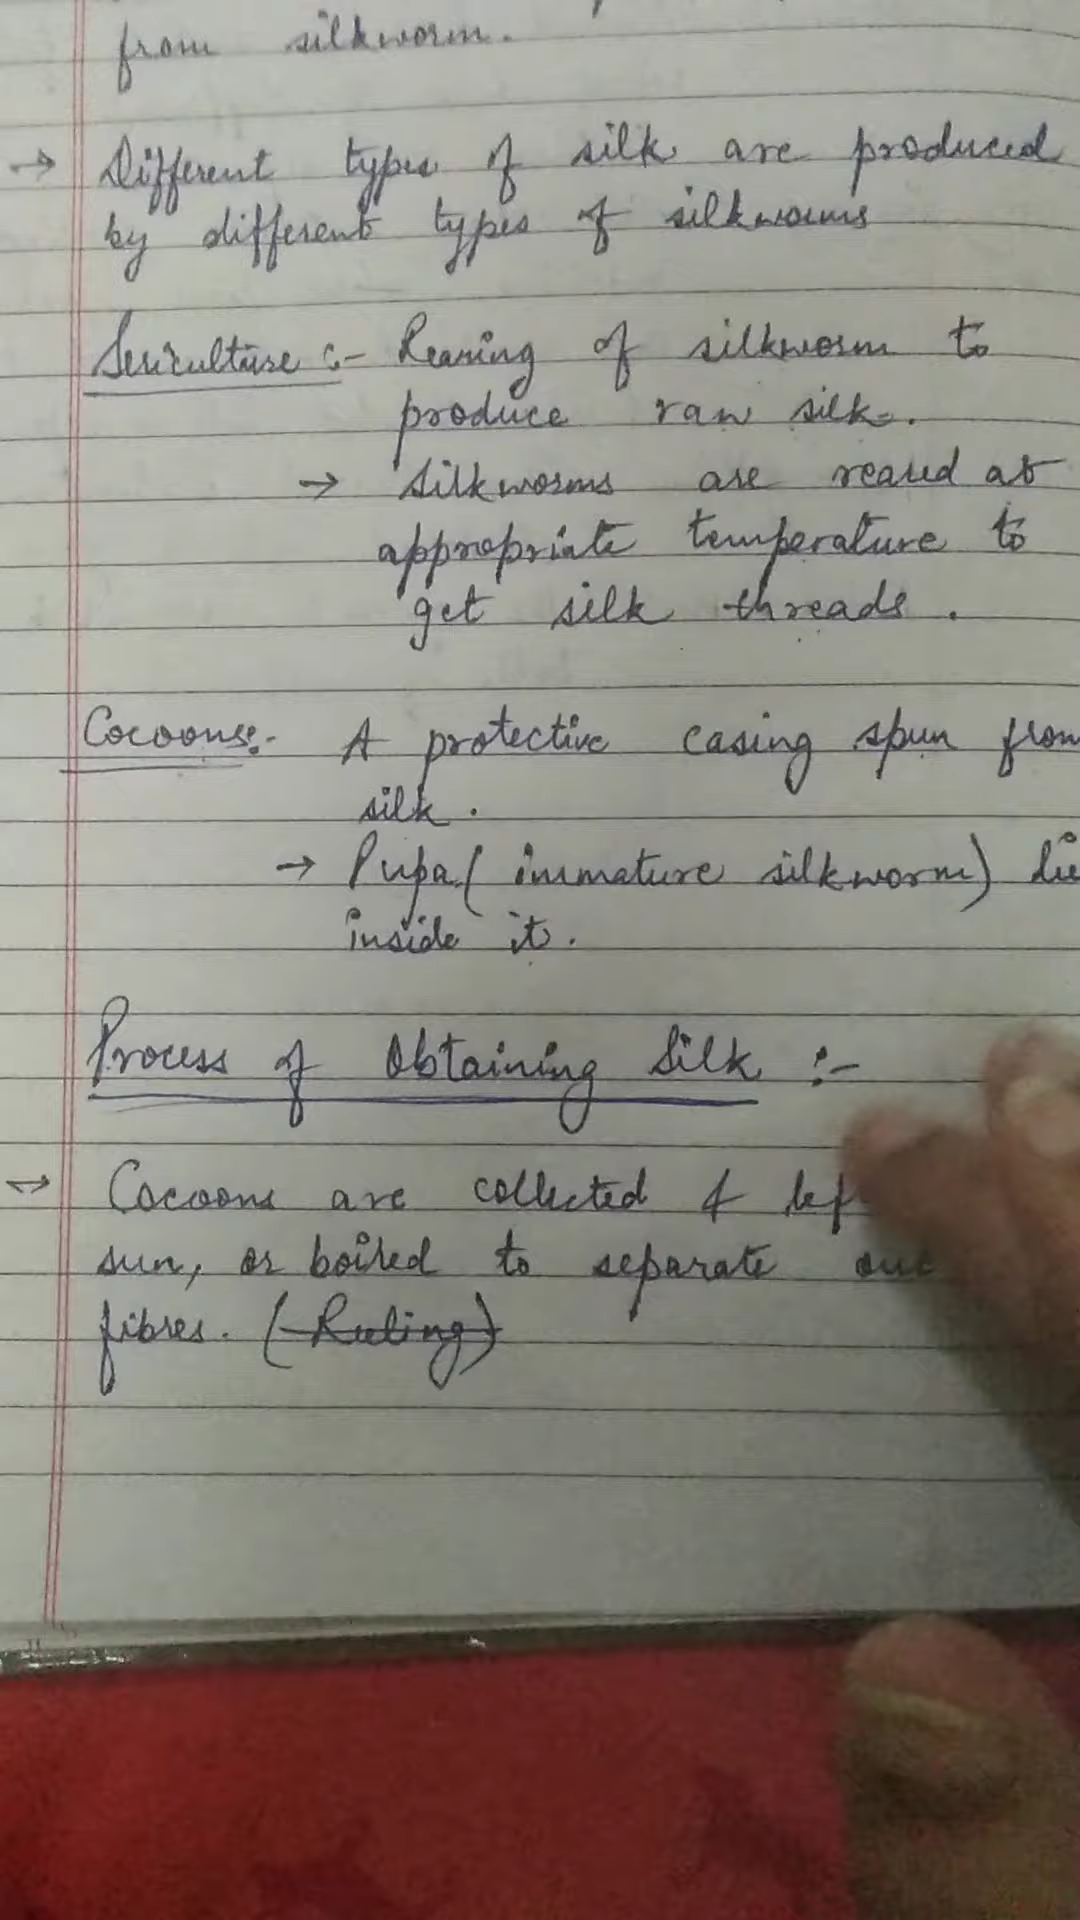 from silkworm.
→ Different types of silk are produced
by different types of silkworms
Sericulture :- Rearing of silkworm to
produce raw silk.
→ Silkworms are reared at
appropriate temperature to
get silk threads.
Cocoons:- A protective casing spun from
silk.
→ Pupa (immature silkworm)
inside it.
Process of Obtaining Silk :-
→ Cocoons are collected &
sun, or boiled to separate out
fibres. (Reeling)